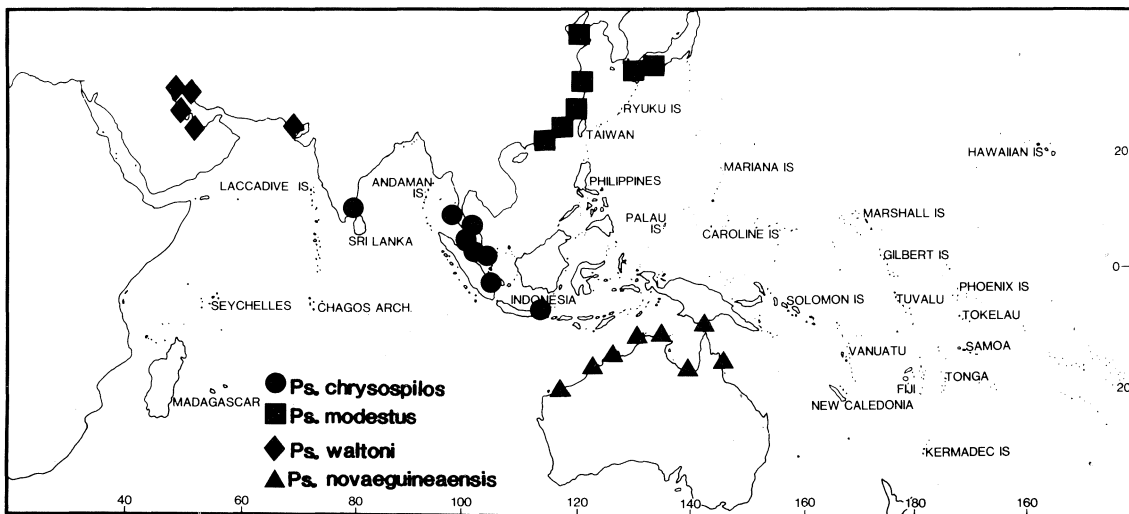 RYUKU IS
TAIWAN
HAWAIIAN IS
20
MARIANA IS
LACCADIVE IS.
ANDAMAN
IS.
PHILIPPINES
PALAU
IS
MARSHALL IS
CAROLINE IS
SRI LANKA
GILBERT IS
0
SEYCHELLES
CHAGOS ARCH.
INDONESIA
SOLOMON IS
TUVALU
PHOENIX IS
TOKELAU
VANUATU
SAMOA
MADAGASCAR
FIJI
TONGA
20
NEW CALEDONIA
KERMADEC IS
Ps. chrysospilos
Ps. modestus
Ps. waltoni
Ps. novaeguineaensis
40 60 80 100 120 140 160 180 160